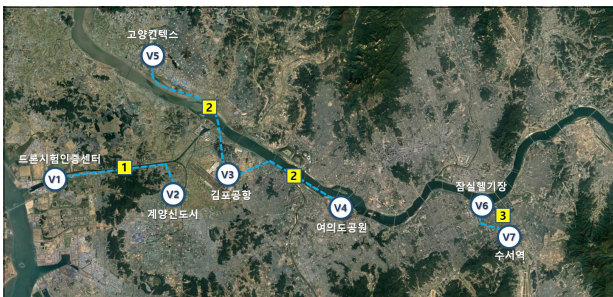 고양킨텍스
V5
2
드론시험인증센터
V1
1
V2
계양신도시
V3
김포공항
2
V4
여의도공원
잠실헬기장
V6
3
V7
수서역